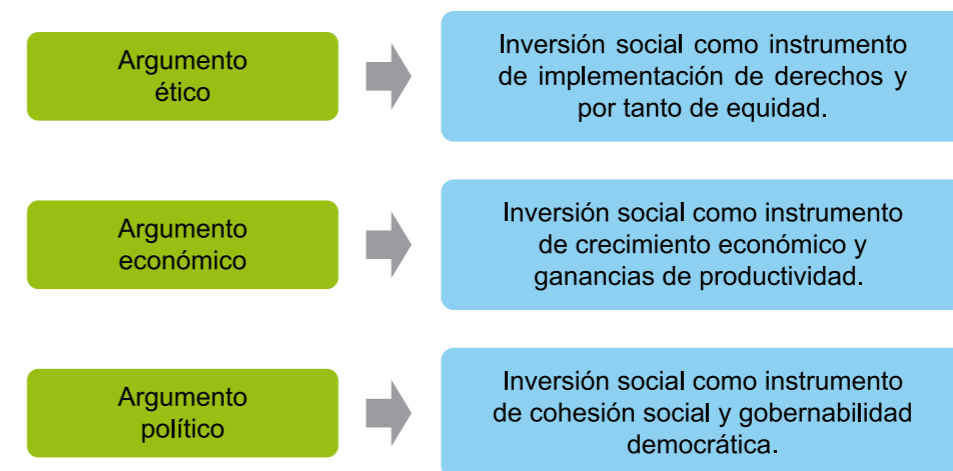 Argumento
ético
Inversión social como instrumento
de implementación de derechos y
por tanto de equidad.
Argumento
económico
Inversión social como instrumento
de crecimiento económico y
ganancias de productividad.
Argumento
político
Inversión social como instrumento
de cohesión social y gobernabilidad
democrática.